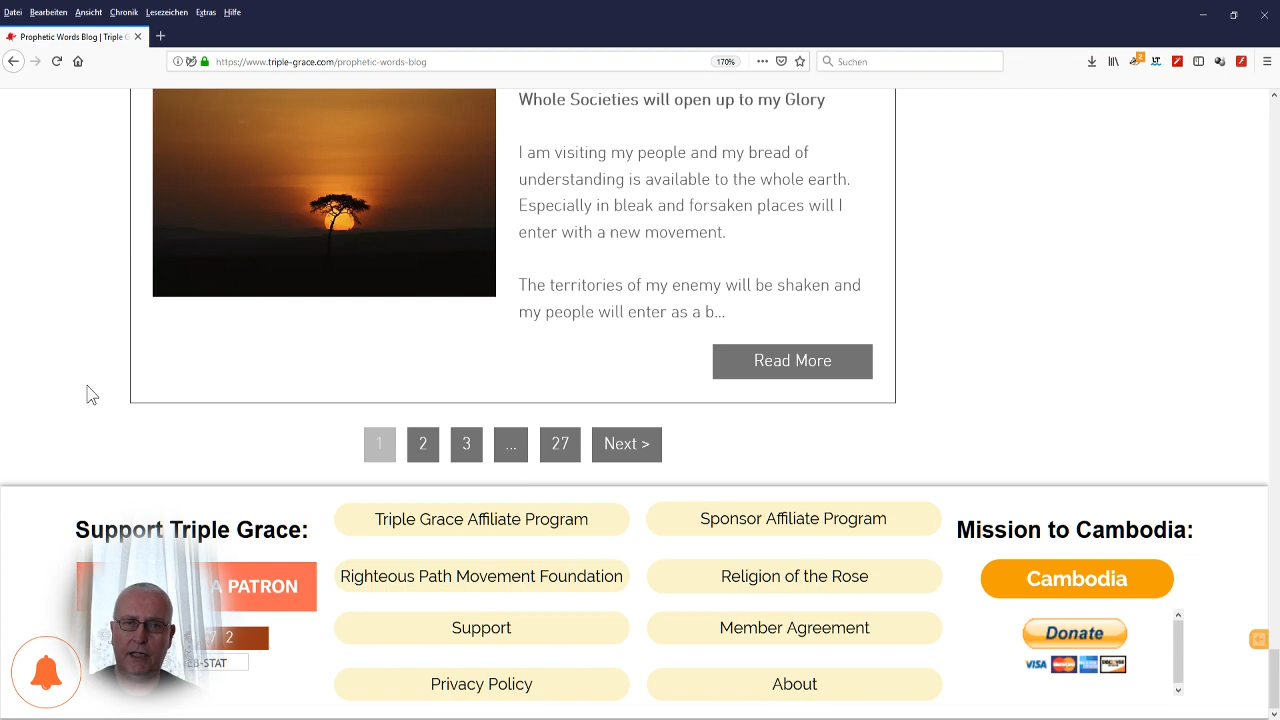 Datei Bearbeiten Ansicht Chronik Lesezeichen Extras Hilfe
Prophetic Words Blog | Triple G
https://www.triple-grace.com/prophetic-words-blog
170%
Suchen
Whole Societies will open up to my Glory
I am visiting my people and my bread of
understanding is available to the whole earth.
Especially in bleak and forsaken places will I
enter with a new movement.
The territories of my enemy will be shaken and
my people will enter as a b...
Read More
1 2 3 ... 27 Next >
Support Triple Grace:
A PATRON
7 2
-STAT
Triple Grace Affiliate Program
Sponsor Affiliate Program
Righteous Path Movement Foundation
Religion of the Rose
Support
Member Agreement
Privacy Policy
About
Mission to Cambodia:
Cambodia
Donate
VISA